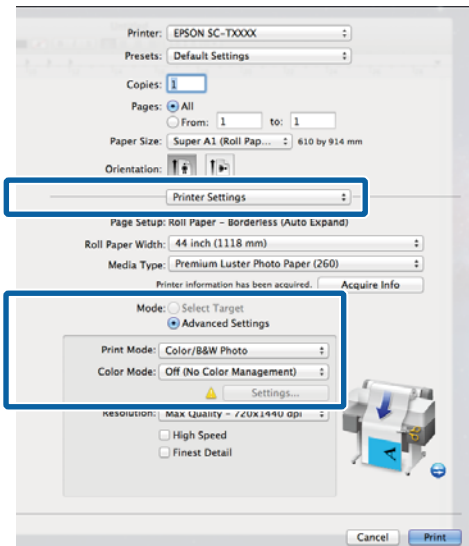 Printer: EPSON SC-TXXXX
Presets: Default Settings
Copies: 1
Pages: All
From: 1 to: 1
Paper Size: Super A1 (Roll Pap... 610 by 914 mm
Orientation:
Printer Settings
Page Setup: Roll Paper – Borderless (Auto Expand)
Roll Paper Width: 44 inch (1118 mm)
Media Type: Premium Luster Photo Paper (260)
Printer information has been acquired. Acquire Info
Mode: Select Target
Advanced Settings
Print Mode: Color/B&W Photo
Color Mode: Off (No Color Management)
Settings...
Resolution: Max Quality – 720x1440 dpi
High Speed
Finest Detail
A
Cancel Print